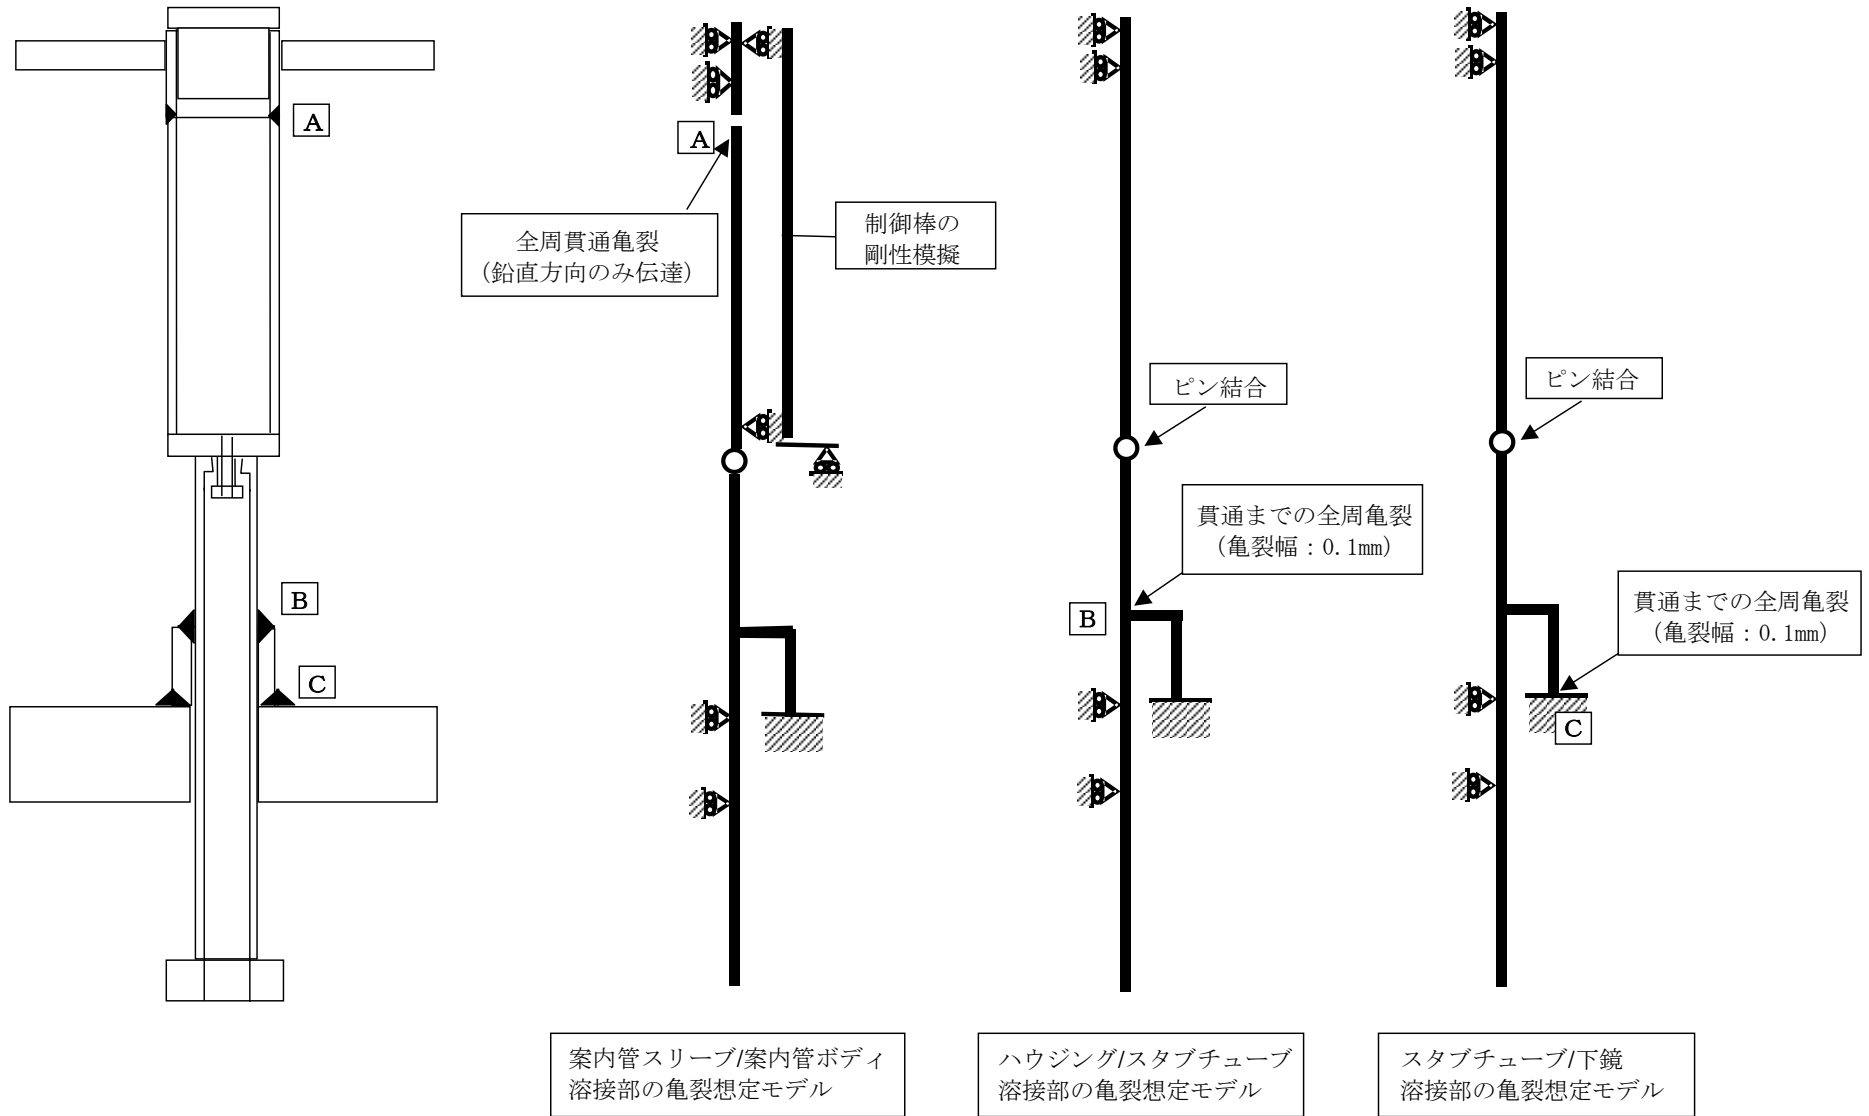 A
B
C
A
全周貫通亀裂
(鉛直方向のみ伝達)
制御棒の
剛性模擬
案内管スリーブ/案内管ボディ
溶接部の亀裂想定モデル
ピン結合
貫通までの全周亀裂
(亀裂幅：0.1mm)
B
ハウジング/スタブチューブ
溶接部の亀裂想定モデル
ピン結合
貫通までの全周亀裂
(亀裂幅：0.1mm)
C
スタブチューブ/下鏡
溶接部の亀裂想定モデル